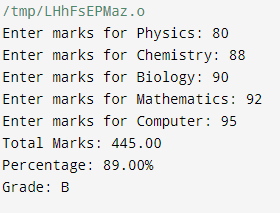 /tmp/LHhFsEPMaz.o
Enter marks for Physics: 80
Enter marks for Chemistry: 88
Enter marks for Biology: 90
Enter marks for Mathematics: 92
Enter marks for Computer: 95
Total Marks: 445.00
Percentage: 89.00%
Grade: B